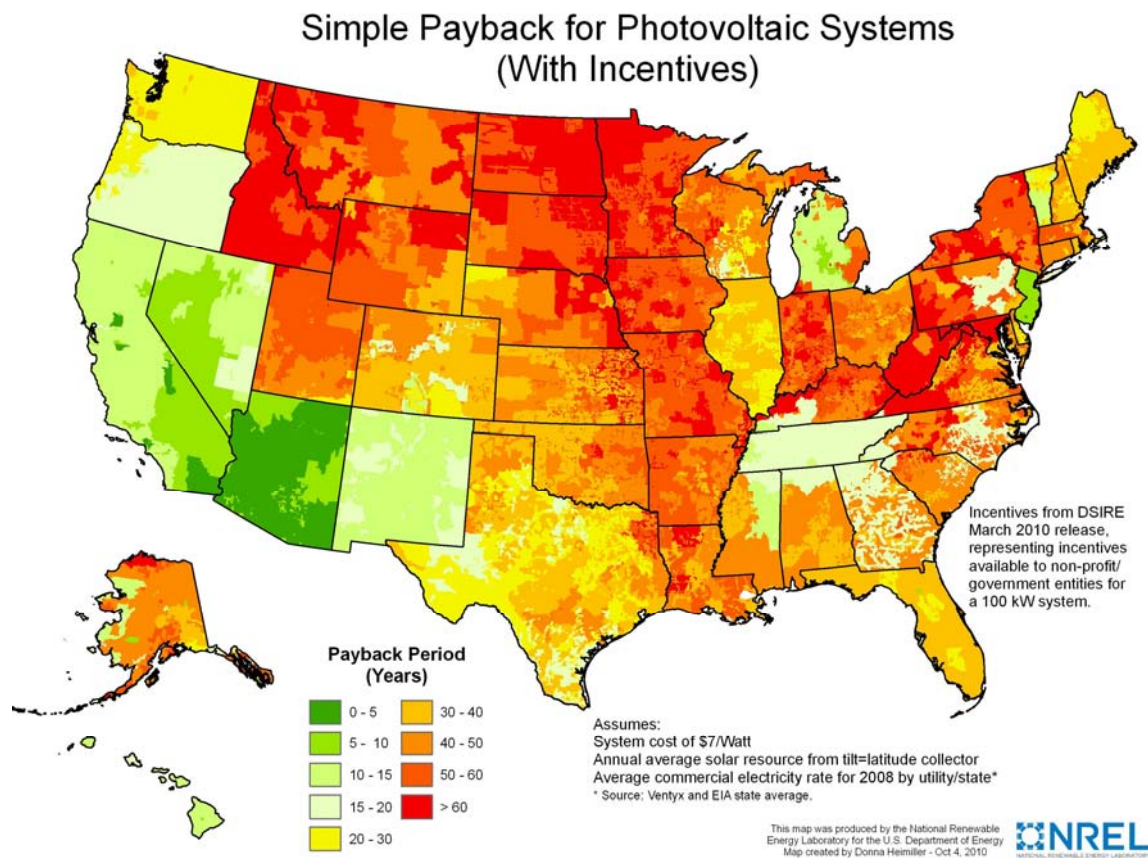 Simple Payback for Photovoltaic Systems
(With Incentives)
Incentives from DSIRE
March 2010 release,
representing incentives
available to non-profit/
government entities for
a 100 kW system.
Payback Period
(Years)
0 - 5
5 - 10
10 - 15
15 - 20
20 - 30
30 - 40
40 - 50
50 - 60
> 60
Assumes:
System cost of $7/Watt
Annual average solar resource from tilt=latitude collector
Average commercial electricity rate for 2008 by utility/state*
* Source: Ventyx and EIA state average.
This map was produced by the National Renewable
Energy Laboratory for the U.S. Department of Energy
Map created by Donna Heimiller - Oct 4, 2010
NREL
NATIONAL RENEWABLE ENERGY LABORATORY